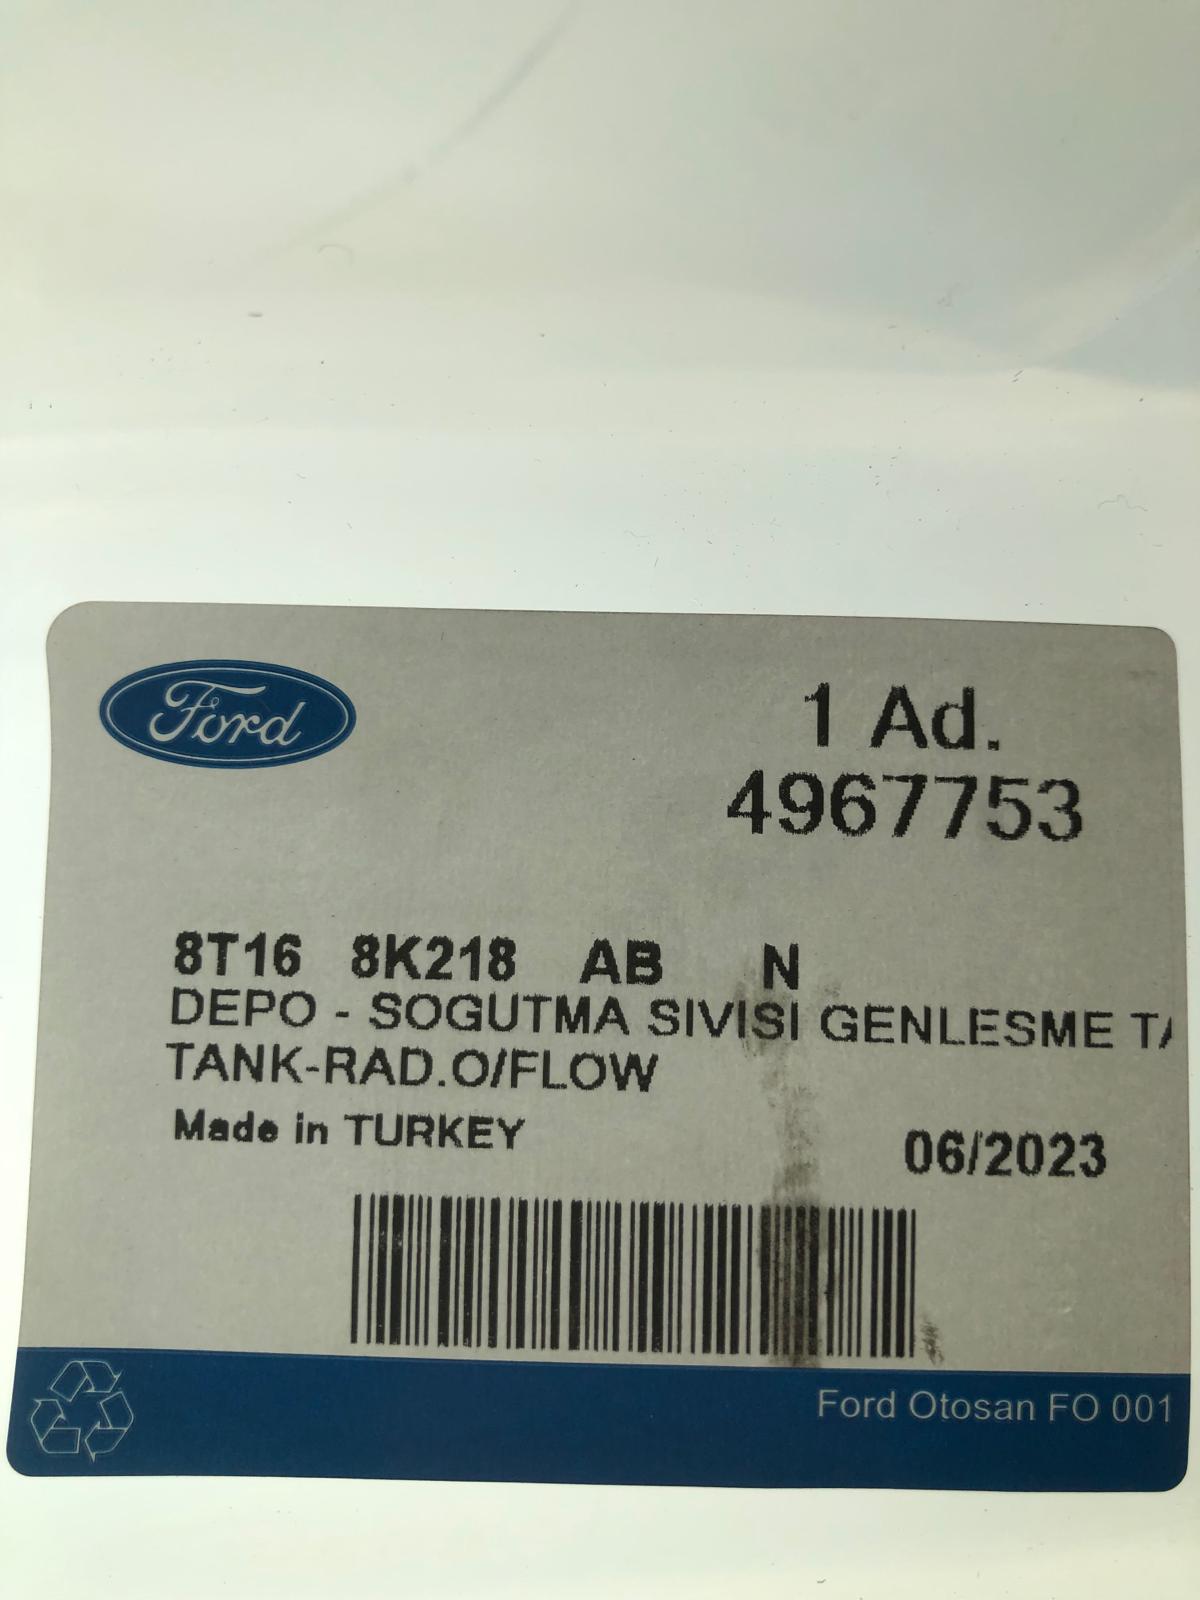 Ford
1 Ad.
4967753
8T16 8K218 AB N
DEPO - SOGUTMA SIVISI GENLESME TA
TANK-RAD.O/FLOW
Made in TURKEY
06/2023
Ford Otosan FO 001